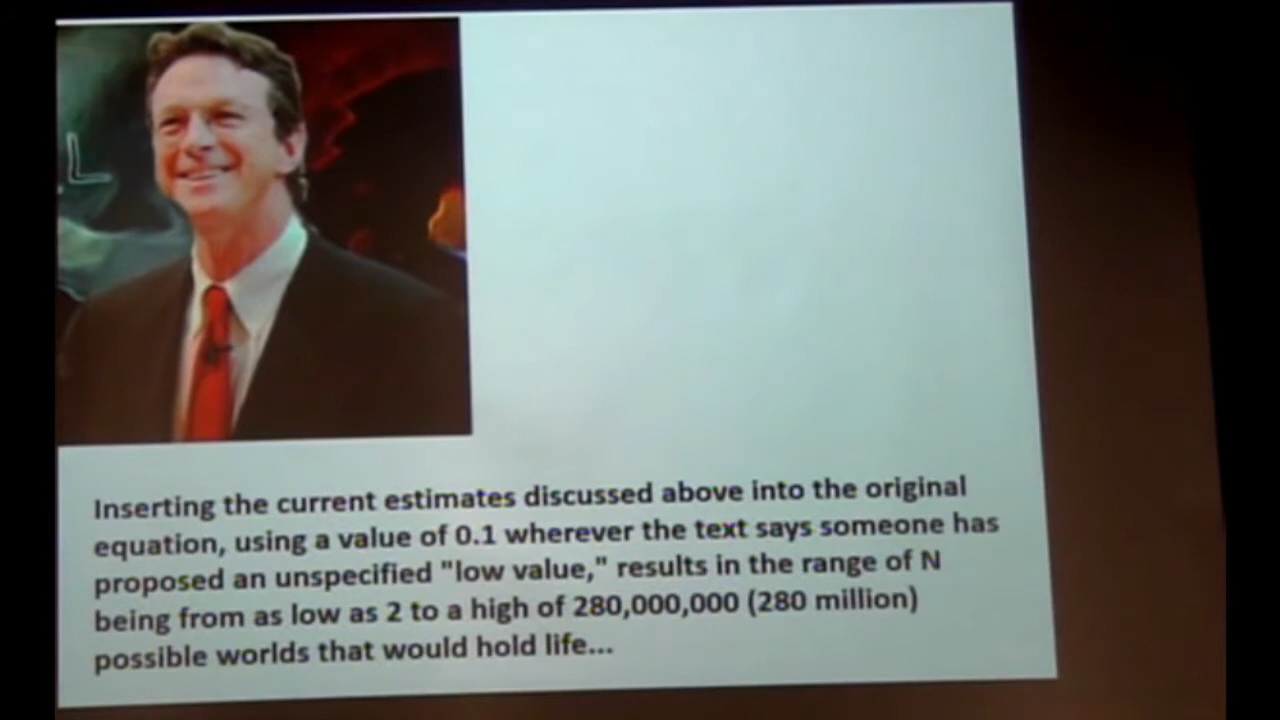 L
Inserting the current estimates discussed above into the original
equation, using a value of 0.1 wherever the text says someone has
proposed an unspecified "low value," results in the range of N
being from as low as 2 to a high of 280,000,000 (280 million)
possible worlds that would hold life...